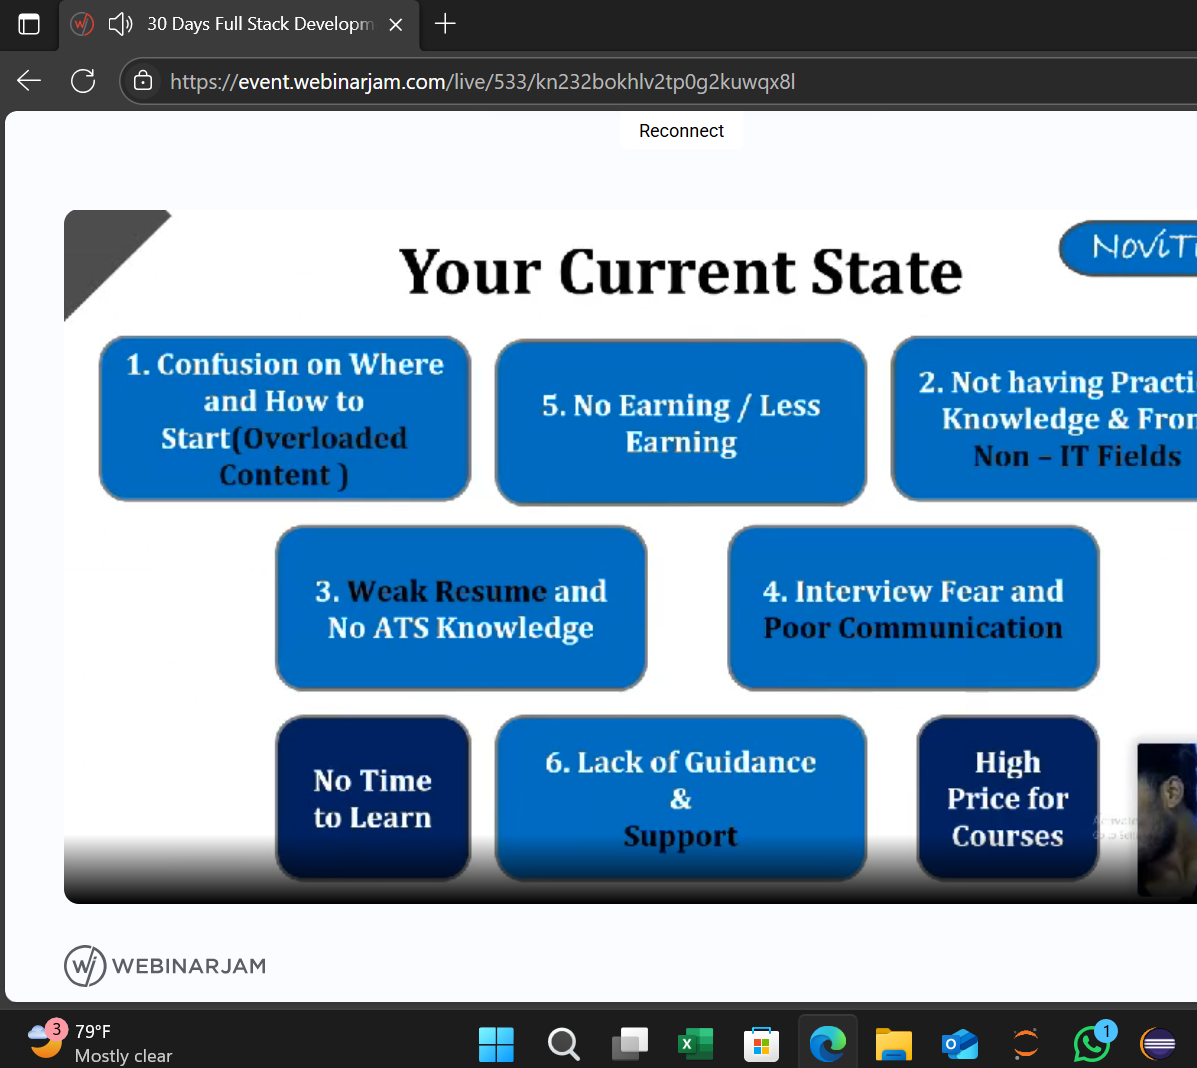 30 Days Full Stack Developm
https://event.webinarjam.com/live/533/kn232bokhlv2tp0g2kuwqx8l
Reconnect
Your Current State
1. Confusion on Where
and How to
Start(Overloaded
Content )
5. No Earning / Less
Earning
2. Not having Practi
Knowledge & From
Non – IT Fields
3. Weak Resume and
No ATS Knowledge
4. Interview Fear and
Poor Communication
No Time
to Learn
6. Lack of Guidance
&
Support
High
Price for
Courses
WEBINARJAM
3
79°F
Mostly clear
1